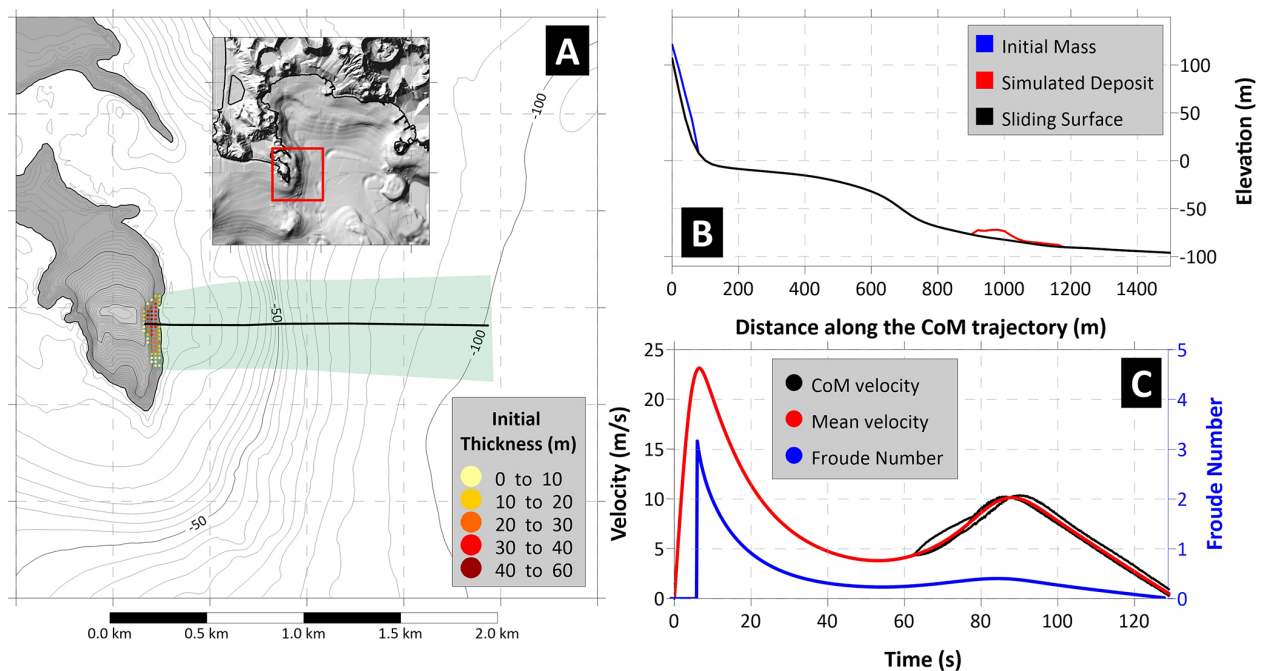 A
-100
-50
-100
-50
Initial
Thickness (m)
0 to 10
10 to 20
20 to 30
30 to 40
40 to 60
0.0 km
0.5 km
1.0 km
1.5 km
2.0 km
Initial Mass
Simulated Deposit
Sliding Surface
B
100
50
0
-50
-100
Elevation (m)
0
200
400
600
800
1000
1200
1400
Distance along the CoM trajectory (m)
25
20
15
10
5
0
Velocity (m/s)
CoM velocity
Mean velocity
Froude Number
C
5
4
3
2
1
0
Froude Number
0
20
40
60
80
100
120
Time (s)